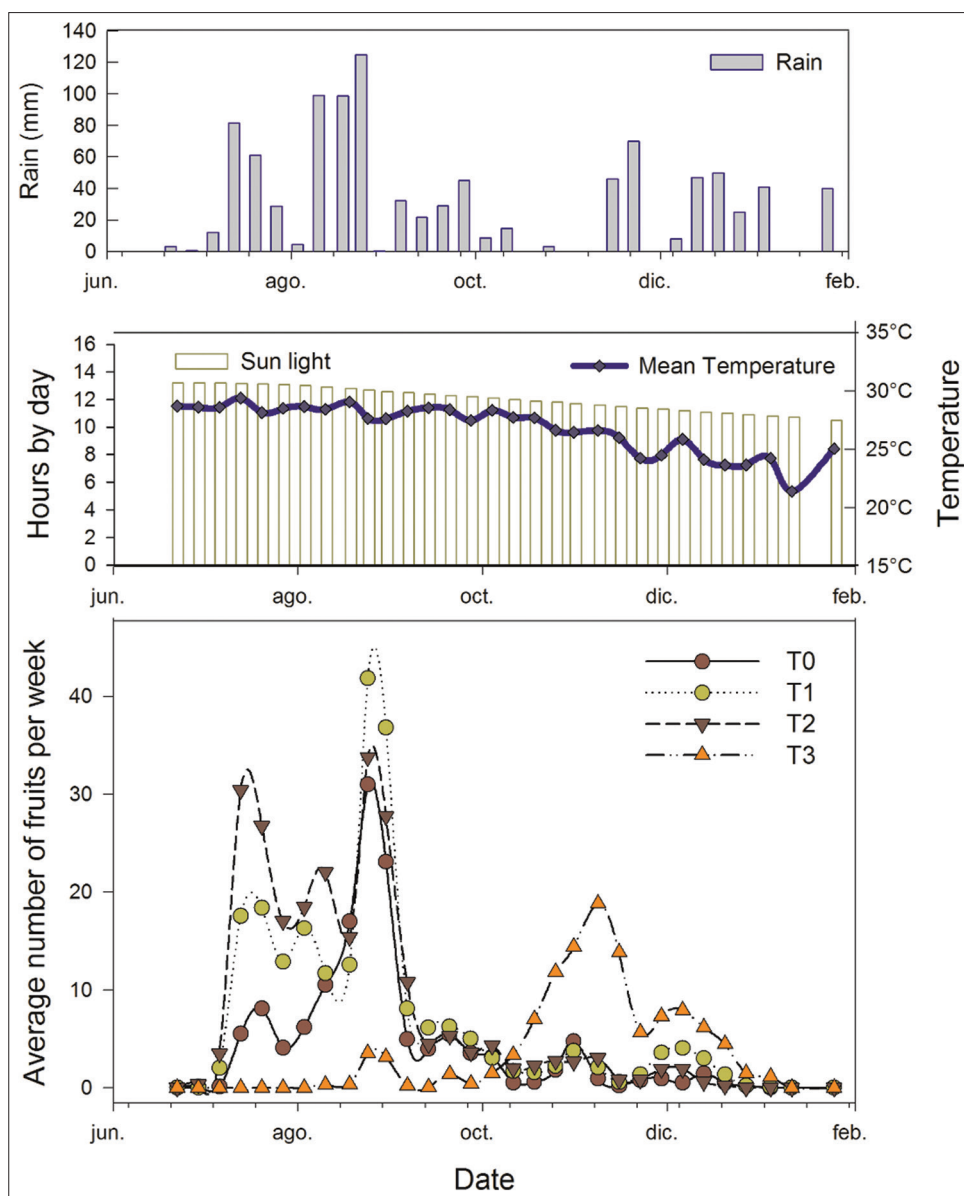 Rain (mm)
140
120
100
80
60
40
20
0
Rain
jun.
ago.
oct.
dic.
feb.
Hours by day
16
14
12
10
8
6
4
2
0
Sun light
Mean Temperature
35°C
30°C
25°C
20°C
15°C
Temperature
jun.
ago.
oct.
dic.
feb.
Average number of fruits per week
40
30
20
10
0
T0
T1
T2
T3
jun.
ago.
oct.
dic.
feb.
Date